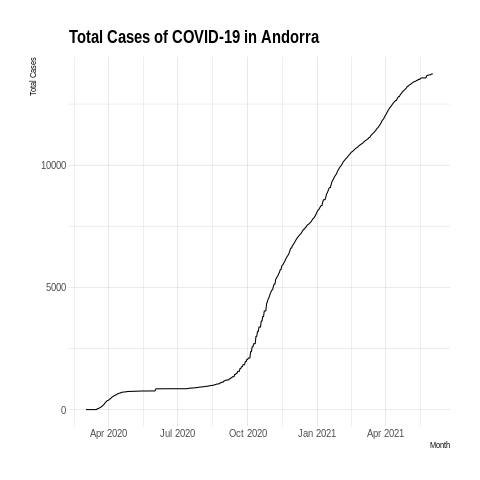 Total Cases of COVID-19 in Andorra
Total Cases
10000
5000
0
Apr 2020 Jul 2020 Oct 2020 Jan 2021 Apr 2021
Month